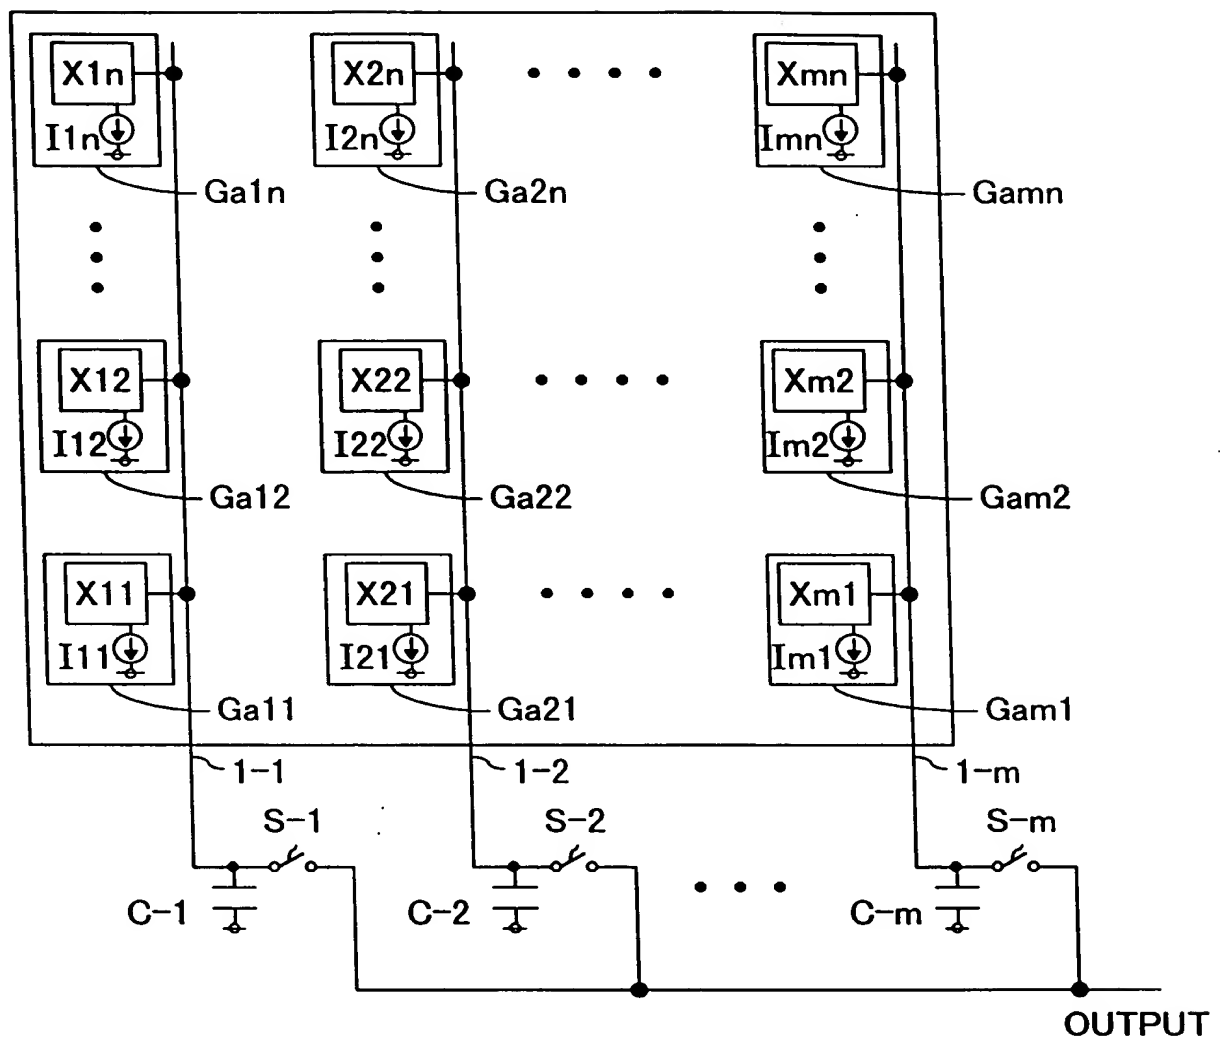 X1n X2n Xmn
I1n I2n Imn
Ga1n Ga2n Gamn
X12 X22 Xm2
I12 I22 Im2
Ga12 Ga22 Gam2
X11 X21 Xm1
I11 I21 Im1
Ga11 Ga21 Gam1
1-1 1-2 1-m
S-1 S-2 S-m
C-1 C-2 C-m
OUTPUT